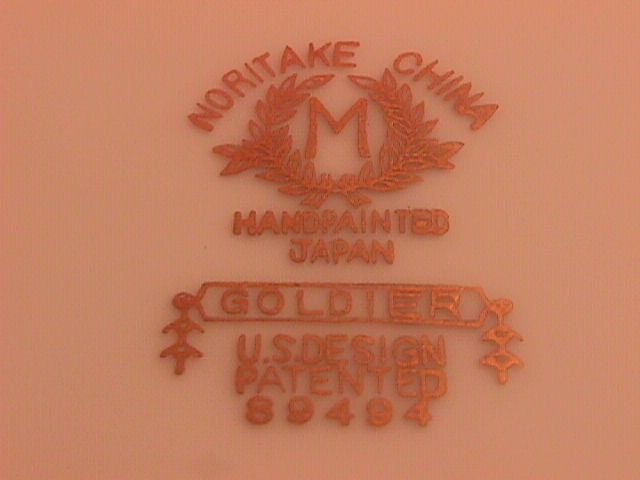 NORITAKE CHINA
M
HANDPAINTED
JAPAN
GOLDIER
U.S.DESIGN
PATENTED
89494